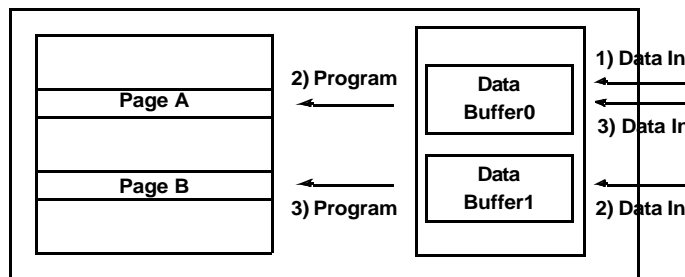 1) Data In
2) Program
Data
Buffer0
Page A
3) Data In
Page B
Data
Buffer1
3) Program
2) Data In